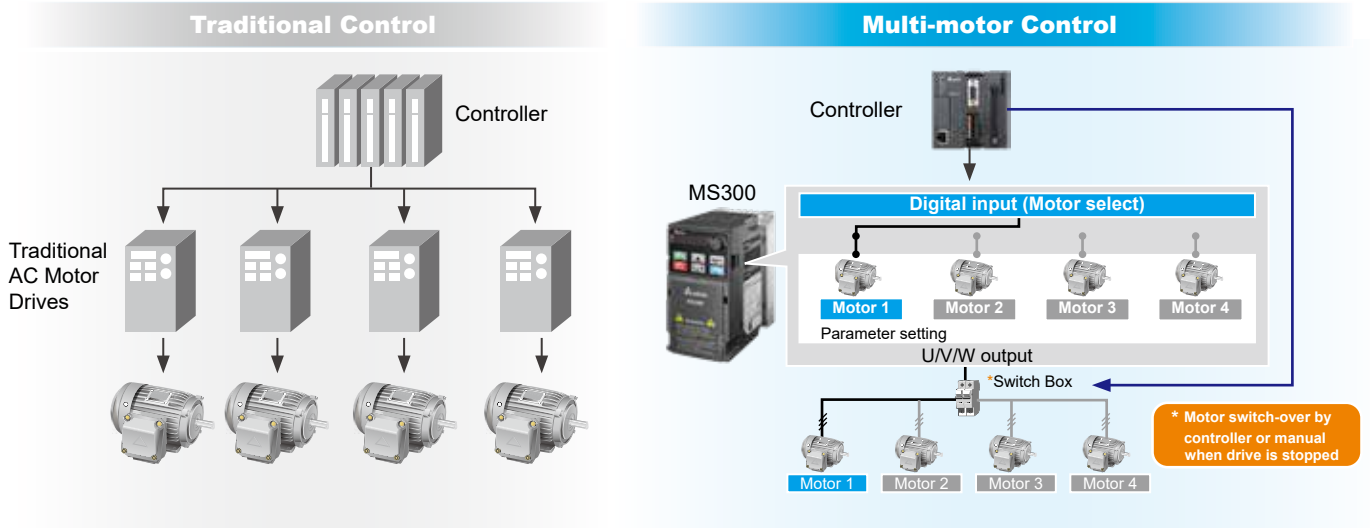 Traditional Control
Controller
Traditional
AC Motor
Drives
Multi-motor Control
Controller
MS300
Digital input (Motor select)
Motor 1
Motor 2
Motor 3
Motor 4
Parameter setting
U/V/W output
*Switch Box
* Motor switch-over by
controller or manual
when drive is stopped
Motor 1
Motor 2
Motor 3
Motor 4